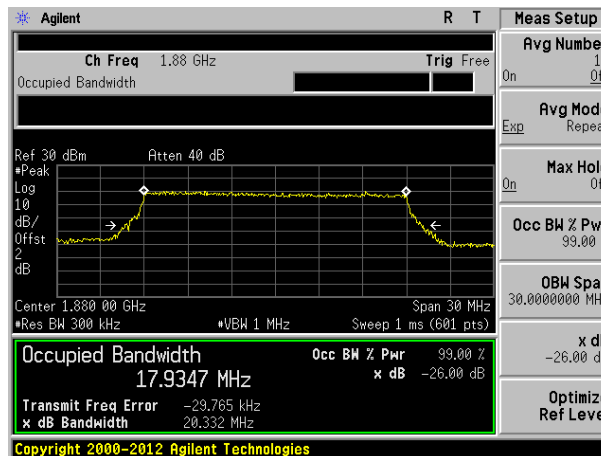 Agilent R T Meas Setup
Ch Freq 1.88 GHz Trig Free
Occupied Bandwidth
Ref 30 dBm Atten 40 dB
#Peak
Log
10
dB/
Offst
2
dB
Center 1.880 00 GHz Span 30 MHz
#Res BW 300 kHz #VBW 1 MHz Sweep 1 ms (601 pts)
Occupied Bandwidth Occ BW % Pwr 99.00 %
17.9347 MHz x dB -26.00 dB
Transmit Freq Error -29.765 kHz
x dB Bandwidth 20.332 MHz
Copyright 2000-2012 Agilent Technologies
Avg Numbe
1
On O
Avg Mod
Exp Repea
Max Hol
On Of
Occ BW % Pw
99.00
OBW Spa
30.0000000 MH
x d
-26.00 d
Optimiz
Ref Leve